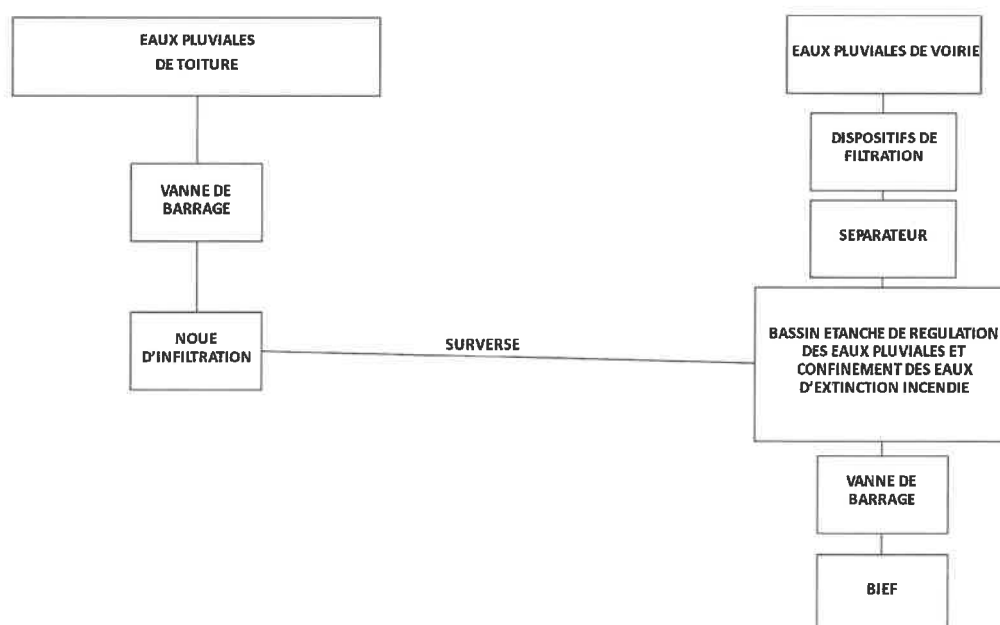 EAUX PLUVIALES
DE TOITURE
VANNE DE
BARRAGE
NOUE
D'INFILTRATION
SURVERSE
EAUX PLUVIALES DE VOIRIE
DISPOSITIFS DE
FILTRATION
SEPARATEUR
BASSIN ETANCHE DE REGULATION
DES EAUX PLUVIALES ET
CONFINEMENT DES EAUX
D'EXTINCTION INCENDIE
VANNE DE
BARRAGE
BIEF